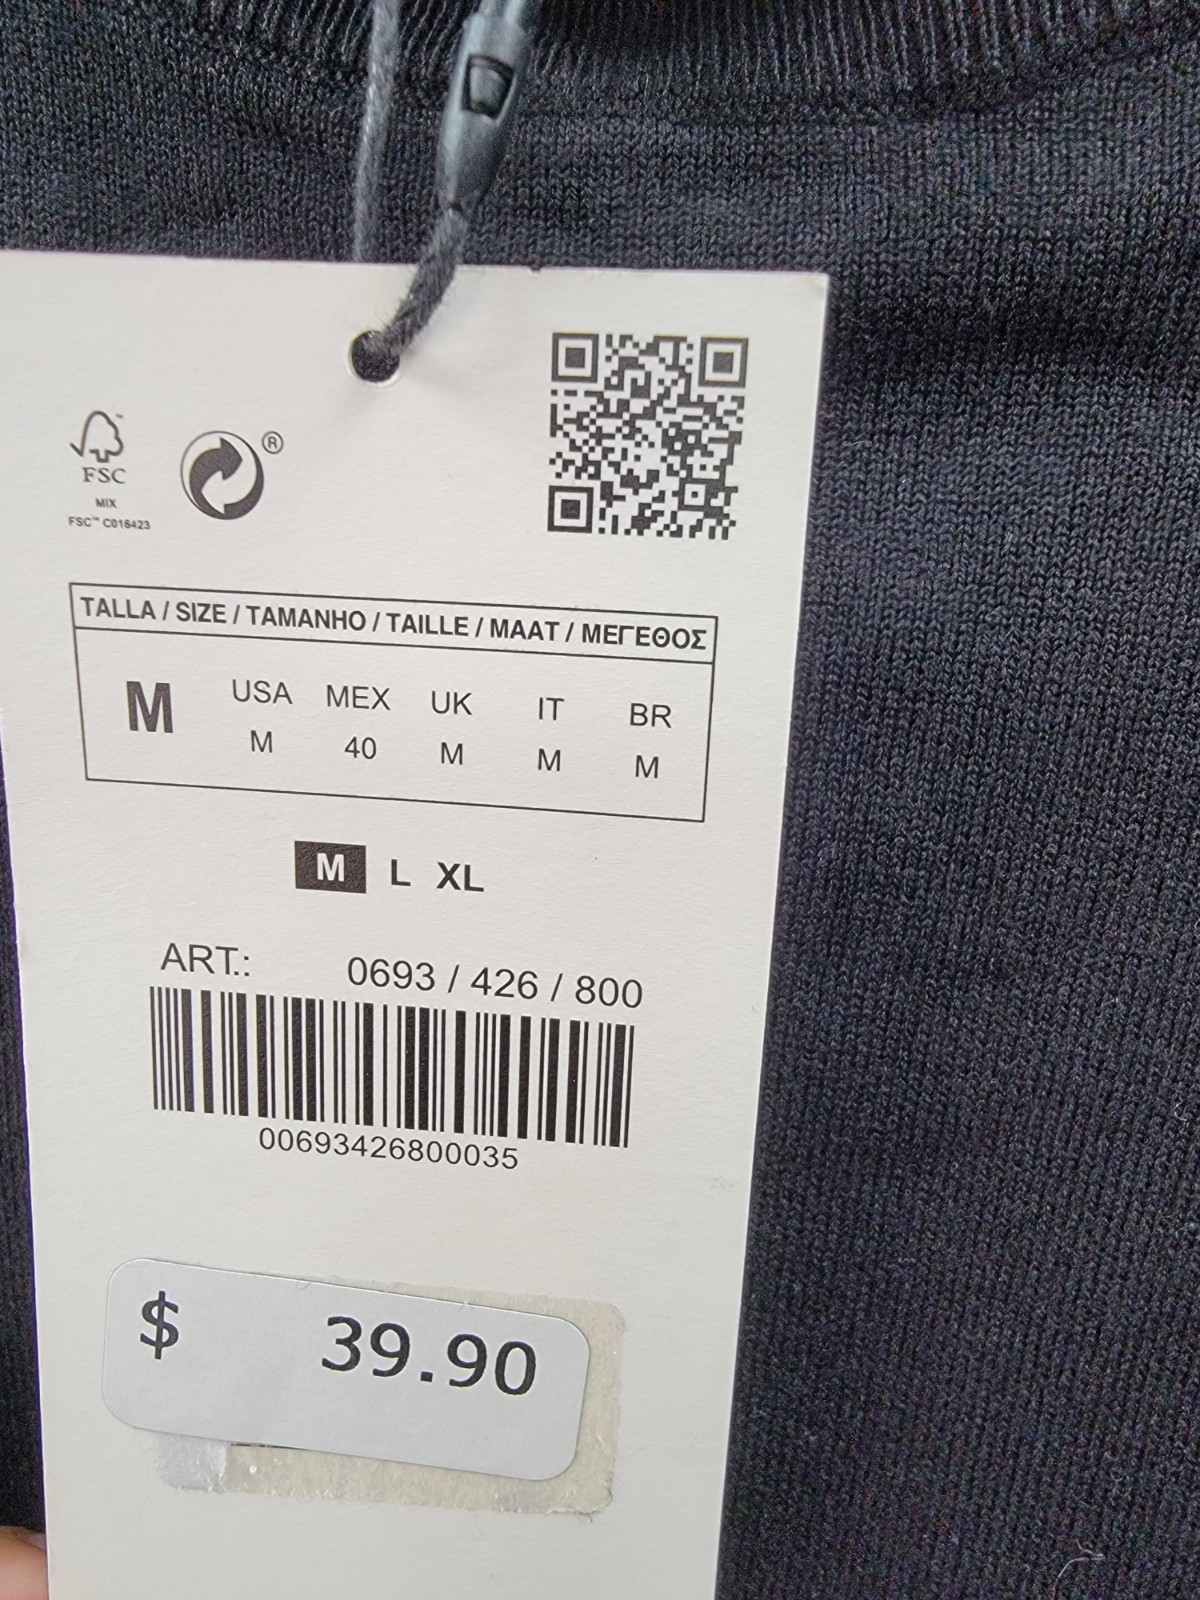 FSC
MIX
FSC™ C016423
®
TALLA / SIZE / TAMANHO / TAILLE / MAAT / ΜΕΓΕΘΟΣ
M USA MEX UK IT BR
M 40 M M M
M L XL
ART.: 0693 / 426 / 800
00693426800035
$ 39.90